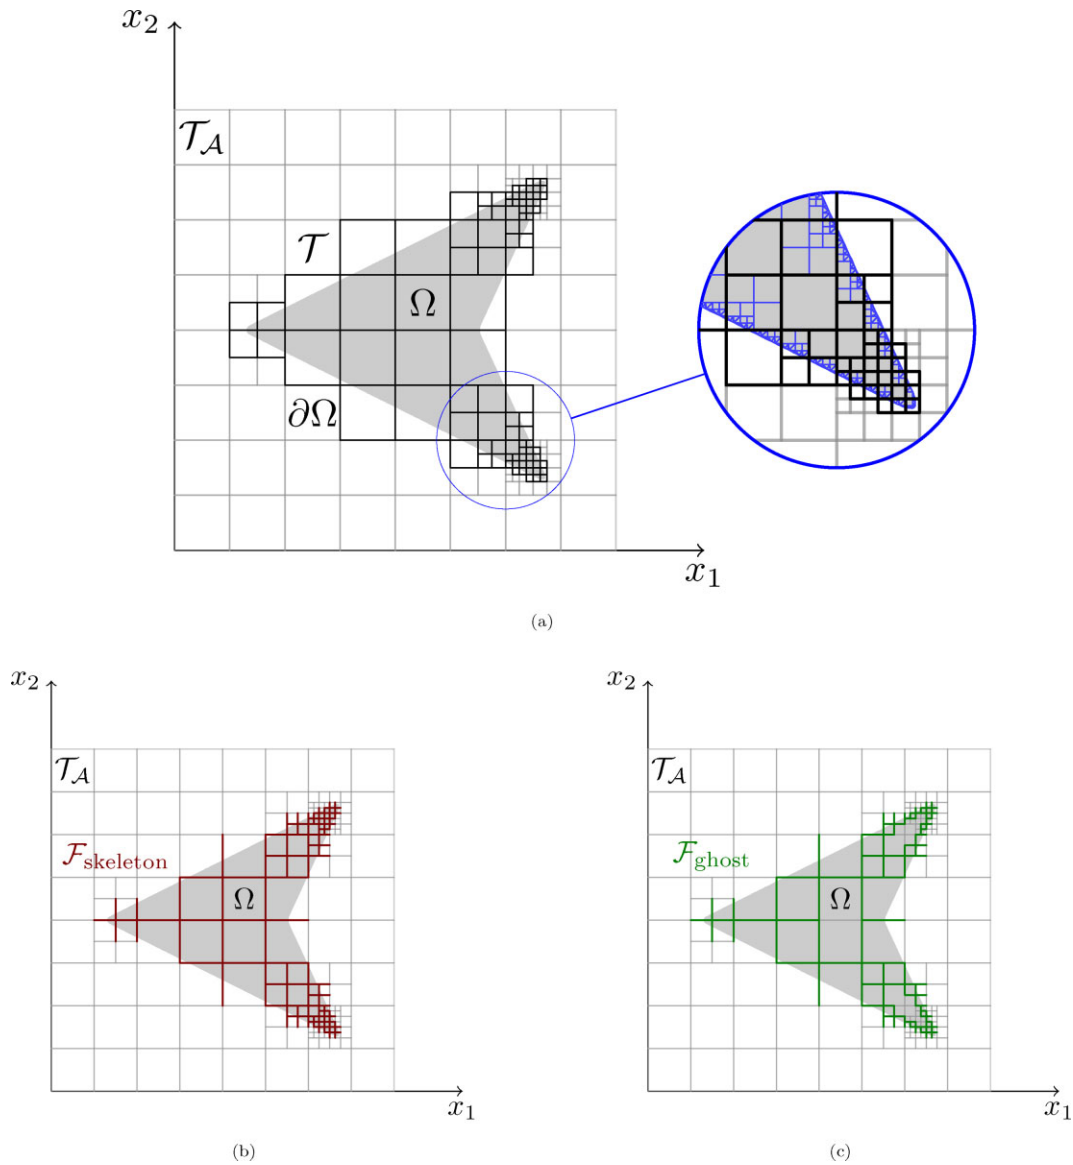 x₂
𝒯_𝒜
𝒯
Ω
∂Ω
x₁
(a)
x₂
𝒯_𝒜
ℱ_skeleton
Ω
x₁
(b)
x₂
𝒯_𝒜
ℱ_ghost
Ω
x₁
(c)